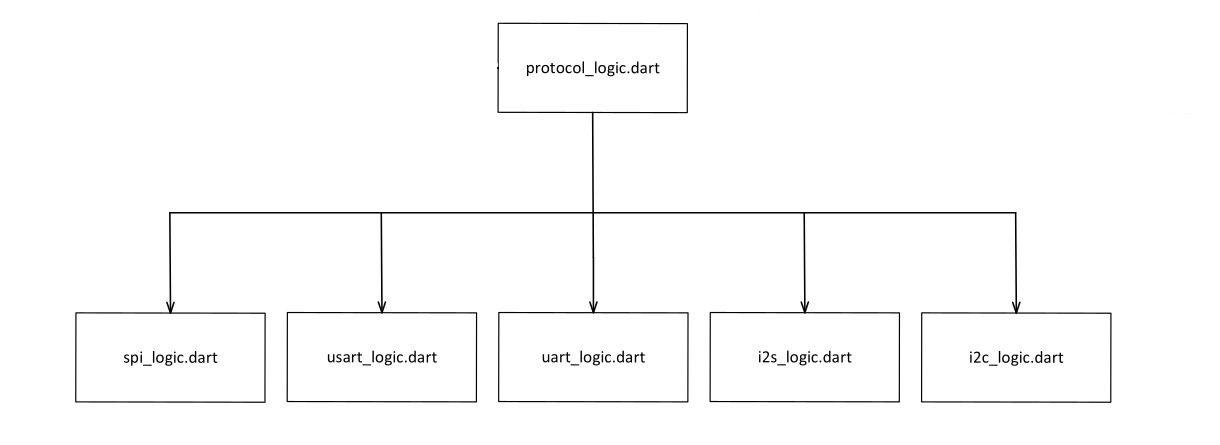 protocol_logic.dart
spi_logic.dart
usart_logic.dart
uart_logic.dart
i2s_logic.dart
i2c_logic.dart